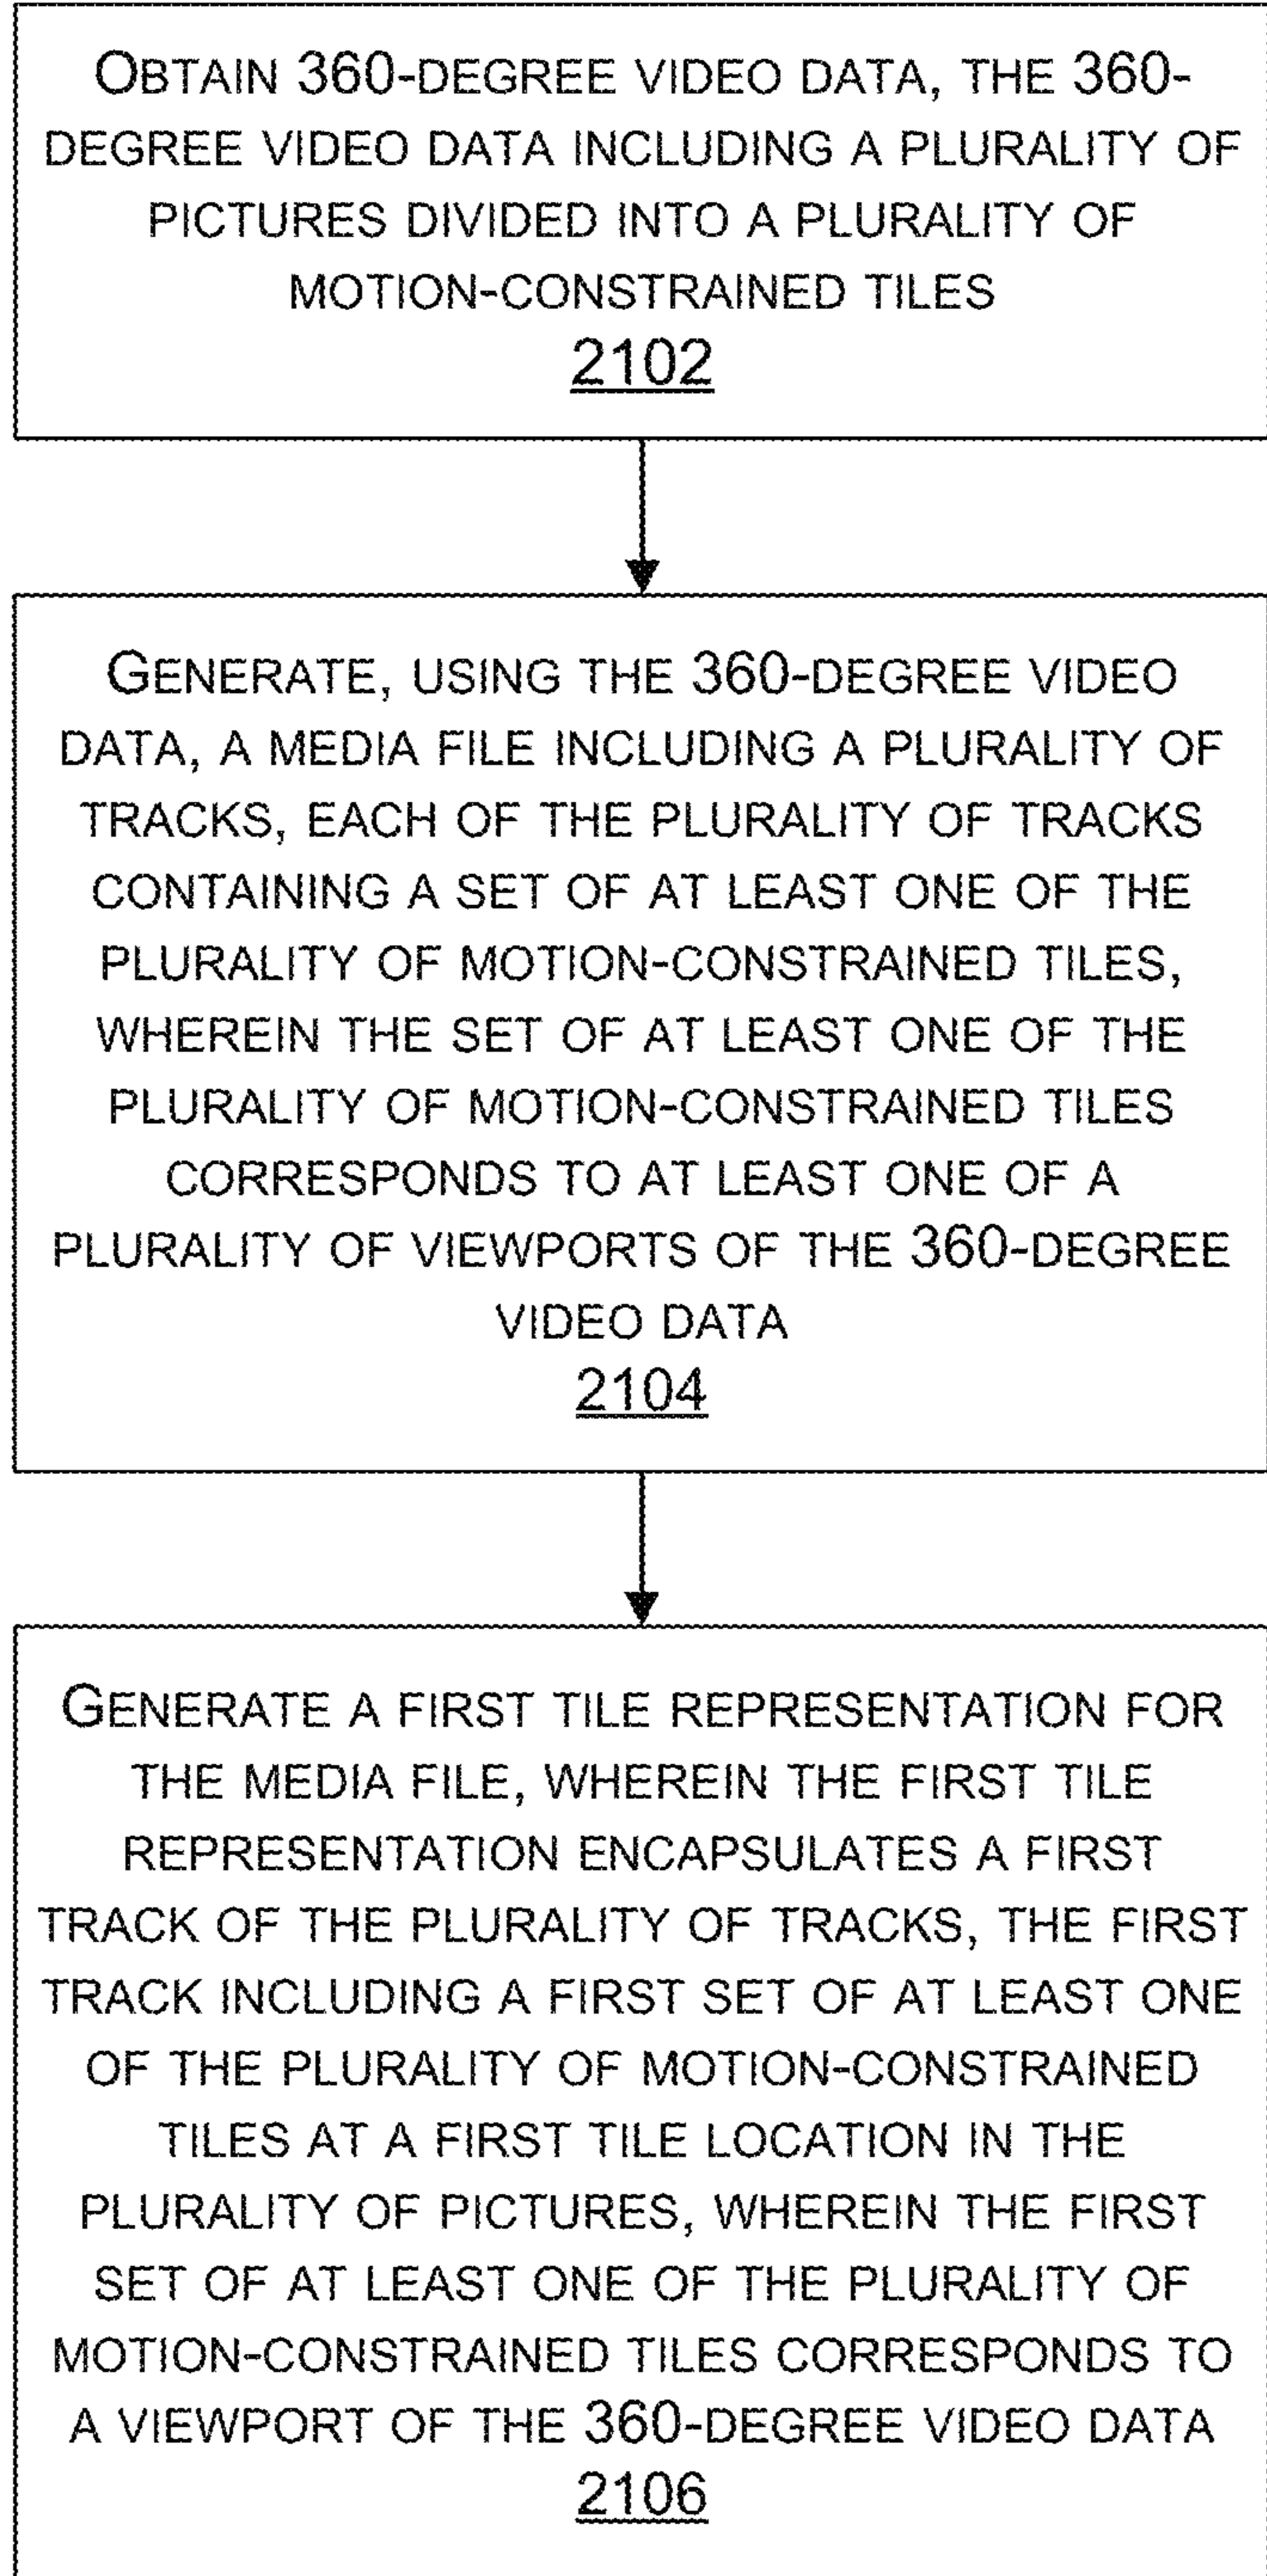 OBTAIN 360-DEGREE VIDEO DATA, THE 360-
DEGREE VIDEO DATA INCLUDING A PLURALITY OF
PICTURES DIVIDED INTO A PLURALITY OF
MOTION-CONSTRAINED TILES
2102
GENERATE, USING THE 360-DEGREE VIDEO
DATA, A MEDIA FILE INCLUDING A PLURALITY OF
TRACKS, EACH OF THE PLURALITY OF TRACKS
CONTAINING A SET OF AT LEAST ONE OF THE
PLURALITY OF MOTION-CONSTRAINED TILES,
WHEREIN THE SET OF AT LEAST ONE OF THE
PLURALITY OF MOTION-CONSTRAINED TILES
CORRESPONDS TO AT LEAST ONE OF A
PLURALITY OF VIEWPORTS OF THE 360-DEGREE
VIDEO DATA
2104
GENERATE A FIRST TILE REPRESENTATION FOR
THE MEDIA FILE, WHEREIN THE FIRST TILE
REPRESENTATION ENCAPSULATES A FIRST
TRACK OF THE PLURALITY OF TRACKS, THE FIRST
TRACK INCLUDING A FIRST SET OF AT LEAST ONE
OF THE PLURALITY OF MOTION-CONSTRAINED
TILES AT A FIRST TILE LOCATION IN THE
PLURALITY OF PICTURES, WHEREIN THE FIRST
SET OF AT LEAST ONE OF THE PLURALITY OF
MOTION-CONSTRAINED TILES CORRESPONDS TO
A VIEWPORT OF THE 360-DEGREE VIDEO DATA
2106